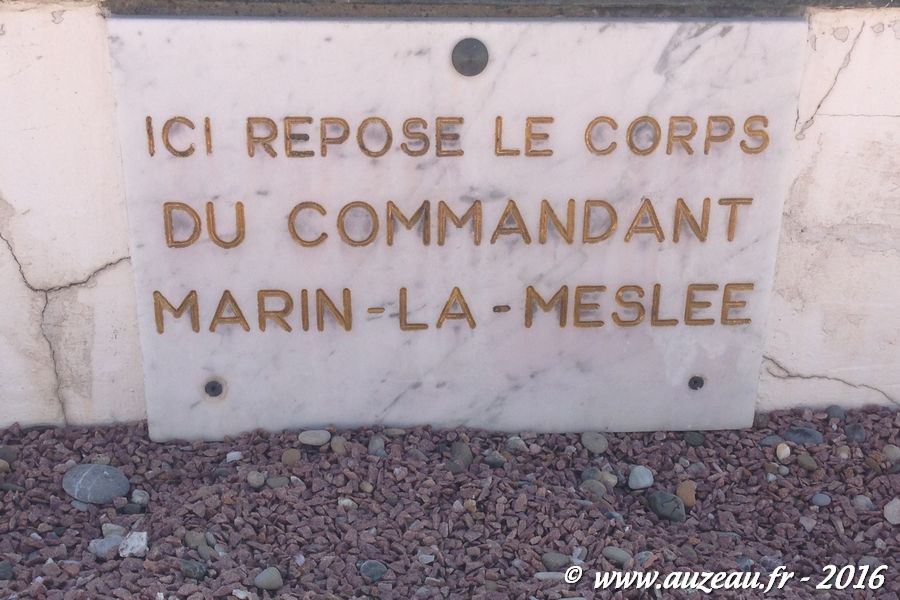 ICI REPOSE LE CORPS
DU COMMANDANT
MARIN-LA-MESLEE
© www.auzeau.fr - 2016